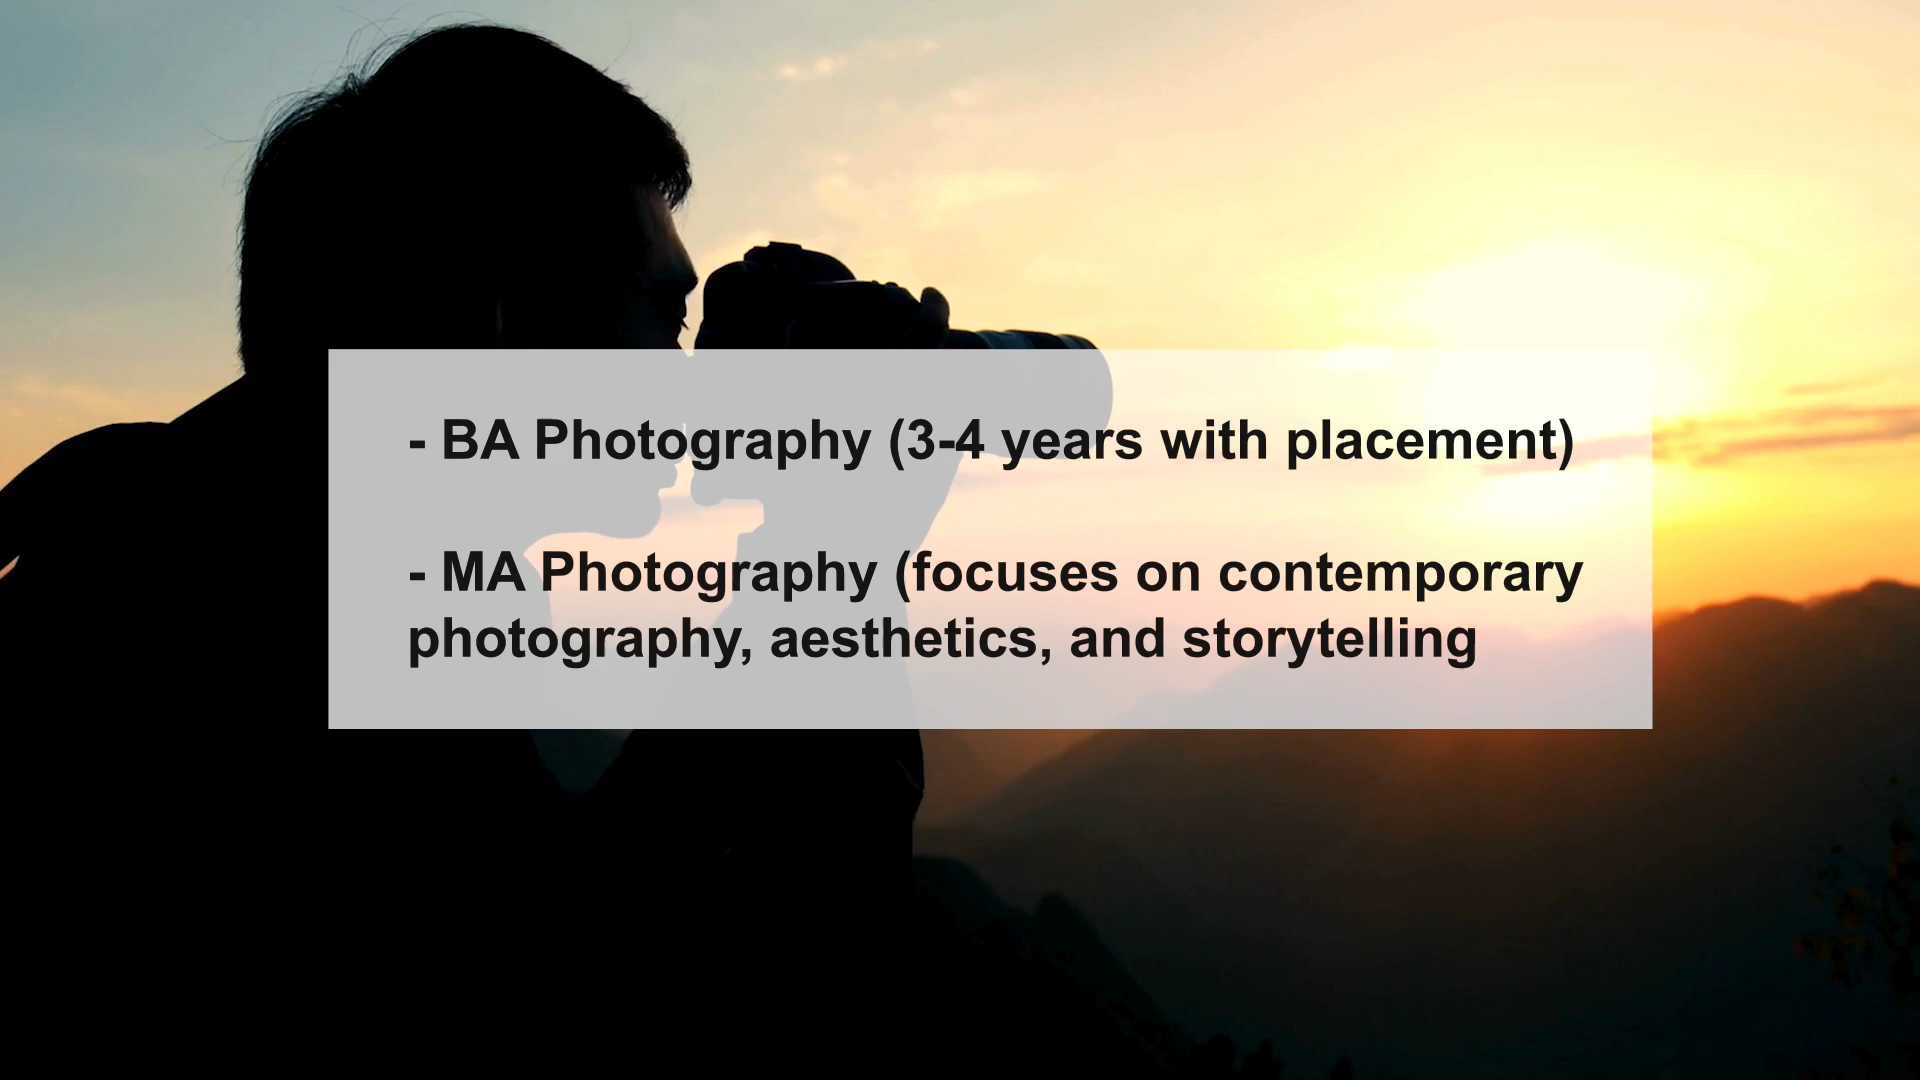 - BA Photography (3-4 years with placement)
- MA Photography (focuses on contemporary
photography, aesthetics, and storytelling